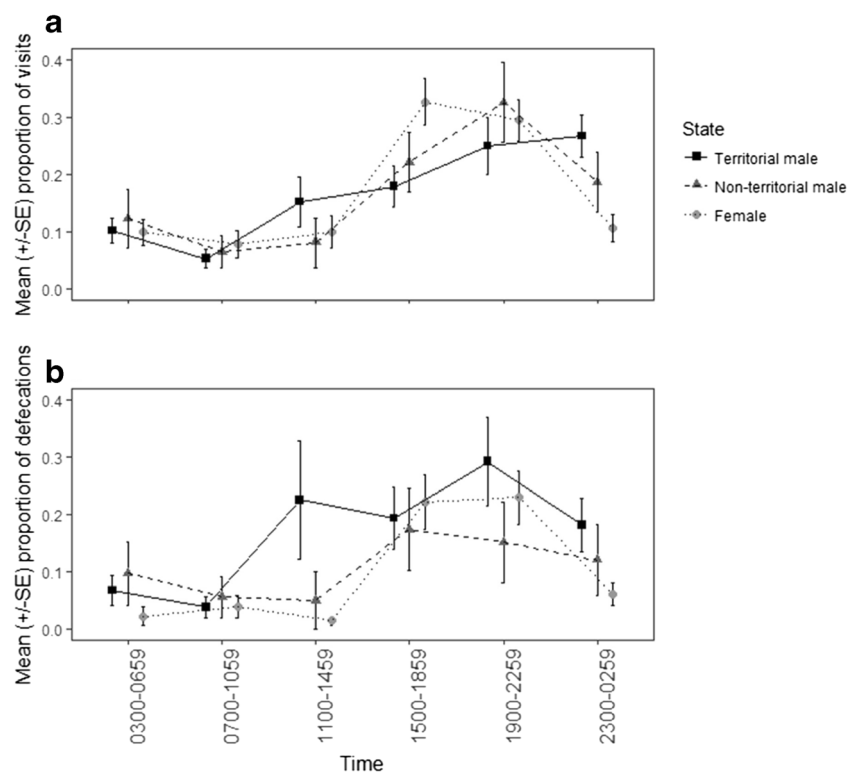 a
Mean (+/-SE) proportion of visits
0.4
0.3
0.2
0.1
0.0
State
Territorial male
Non-territorial male
Female
b
Mean (+/-SE) proportion of defecations
0.4
0.3
0.2
0.1
0.0
0300-0659
0700-1059
1100-1459
1500-1859
1900-2259
2300-0259
Time